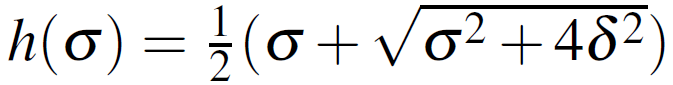 h(σ) = ½(σ + √(σ² + 4δ²))